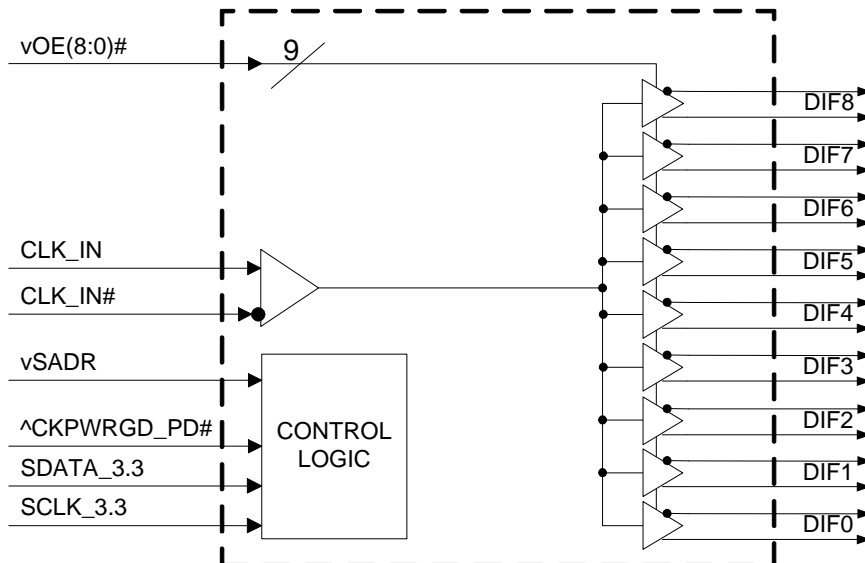 vOE(8:0)#
9
DIF8
DIF7
DIF6
CLK_IN
DIF5
CLK_IN#
DIF4
vSADR
DIF3
^CKPWRGD_PD#
CONTROL
LOGIC
DIF2
SDATA_3.3
DIF1
SCLK_3.3
DIF0